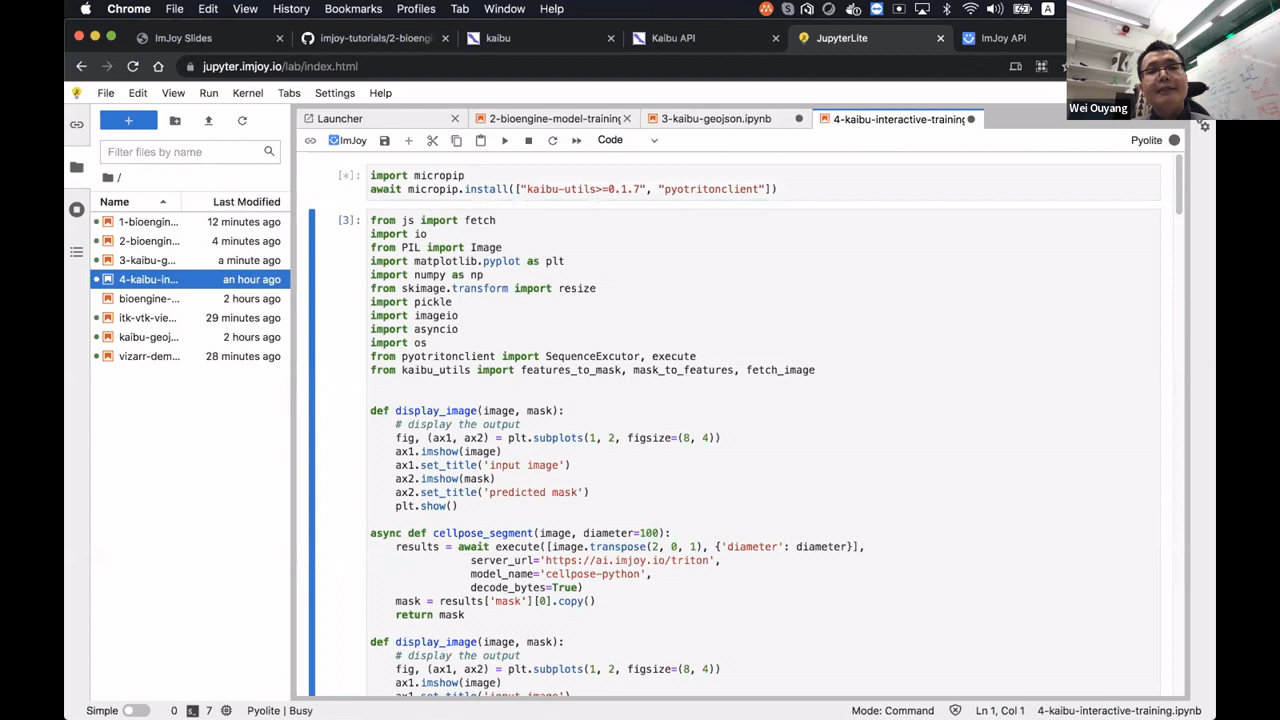 Chrome File Edit View History Bookmarks Profiles Tab Window Help
ImJoy Slides
imjoy-tutorials/2-bioengi
kaibu
Kaibu API
JupyterLite
ImJoy API
jupyter.imjoy.io/lab/index.html
Wei Ouyang
File Edit View Run Kernel Tabs Settings Help
Launcher
2-bioengine-model-training
3-kaibu-geojson.ipynb
4-kaibu-interactive-training
Filter files by name
ImJoy
Code
Pyolite
/
Name Last Modified
1-bioengin... 12 minutes ago
2-bioengin... 4 minutes ago
3-kaibu-g... a minute ago
4-kaibu-in... an hour ago
bioengine-... 2 hours ago
itk-vtk-vie... 29 minutes ago
kaibu-geoj... 2 hours ago
vizarr-dem... 28 minutes ago
[*]:
import micropip
await micropip.install(["kaibu-utils>=0.1.7", "pyotritonclient"])
[3]:
from js import fetch
import io
from PIL import Image
import matplotlib.pyplot as plt
import numpy as np
from skimage.transform import resize
import pickle
import imageio
import asyncio
import os
from pyotritonclient import SequenceExcutor, execute
from kaibu_utils import features_to_mask, mask_to_features, fetch_image
def display_image(image, mask):
# display the output
fig, (ax1, ax2) = plt.subplots(1, 2, figsize=(8, 4))
ax1.imshow(image)
ax1.set_title('input image')
ax2.imshow(mask)
ax2.set_title('predicted mask')
plt.show()
async def cellpose_segment(image, diameter=100):
results = await execute([image.transpose(2, 0, 1), {'diameter': diameter}],
server_url='https://ai.imjoy.io/triton',
model_name='cellpose-python',
decode_bytes=True)
mask = results['mask'][0].copy()
return mask
def display_image(image, mask):
# display the output
fig, (ax1, ax2) = plt.subplots(1, 2, figsize=(8, 4))
ax1.imshow(image)
ax1.set_title('input image')
Simple 0 7 Pyolite | Busy
Mode: Command Ln 1, Col 1 4-kaibu-interactive-training.ipynb